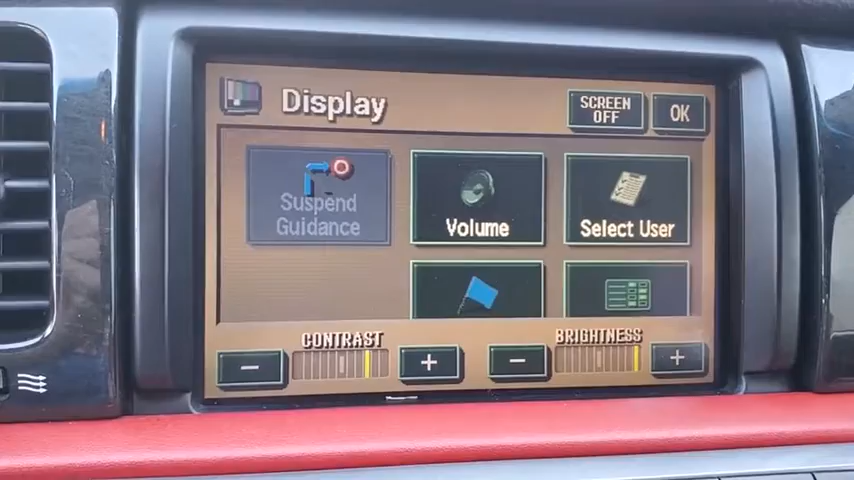 Display
SCREEN
OFF
OK
Suspend
Guidance
Volume
Select User
CONTRAST
BRIGHTNESS
-
+
-
+